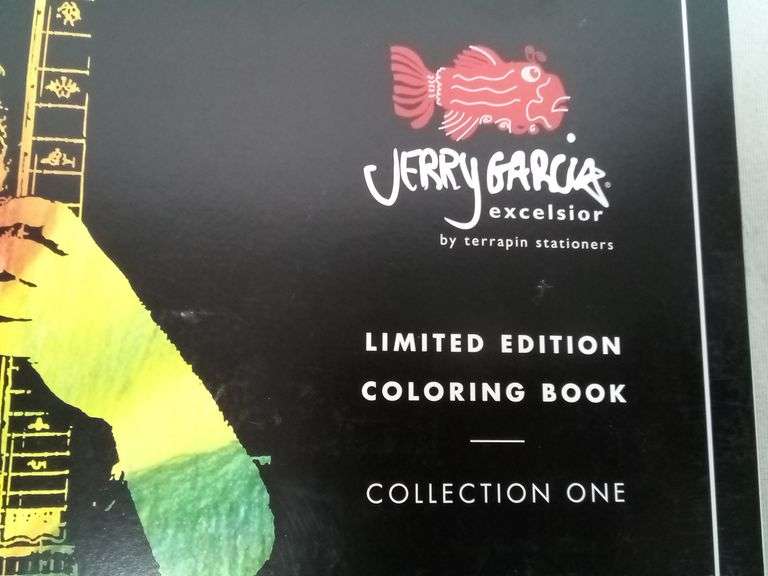 JERRY GARCIA®
excelsior
by terrapin stationers
LIMITED EDITION
COLORING BOOK
COLLECTION ONE